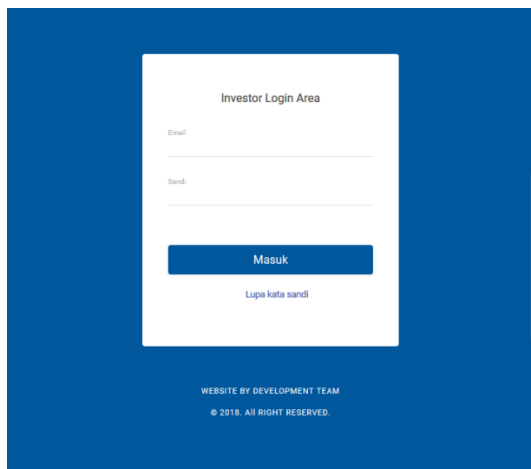 Investor Login Area
Email
Sandi
Masuk
Lupa kata sandi
WEBSITE BY DEVELOPMENT TEAM
© 2018. All RIGHT RESERVED.